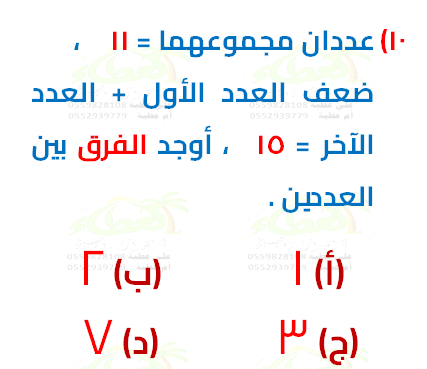 ١٠) عددان مجموعهما = ١١ ،
ضعف العدد الأول + العدد
الآخر = ١٥ ، أوجد الفرق بين
العددين .
(أ) ١ (ب) ٢
(ج) ٣ (د) ٧